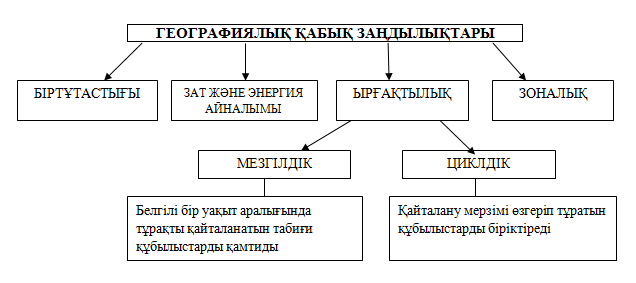 ГЕОГРАФИЯЛЫҚ ҚАБЫҚ ЗАҢДЫЛЫҚТАРЫ
БІРТҰТАСТЫҒЫ
ЗАТ ЖӘНЕ ЭНЕРГИЯ
АЙНАЛЫМЫ
ЫРҒАҚТЫЛЫҚ
ЗОНАЛЫҚ
МЕЗГІЛДІК
ЦИКЛДІК
Белгілі бір уақыт аралығында
тұрақты қайталанатын табиғи
құбылыстарды қамтиды
Қайталану мерзімі өзгеріп тұратын
құбылыстарды біріктіреді